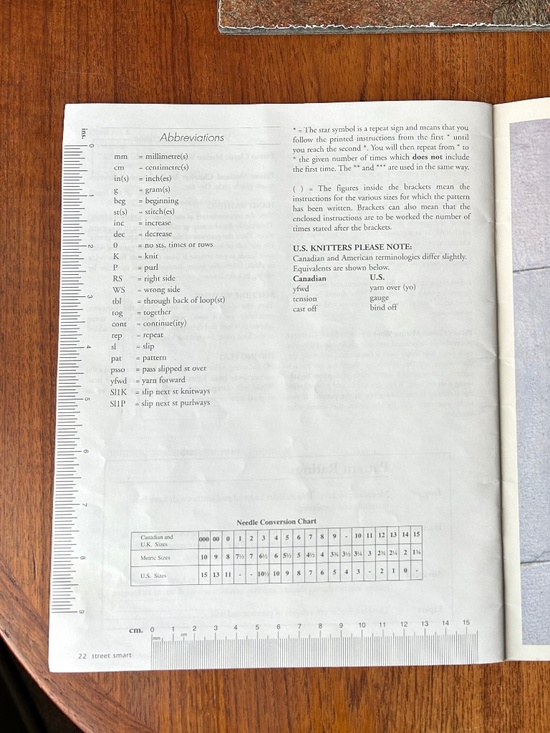 ins.
0
2
3
4
5
6
7
8
9
Abbreviations
mm = millimetre(s)
cm = centimetre(s)
in(s) = inch(es)
g = gram(s)
beg = beginning
st(s) = stitch(es)
inc = increase
dec = decrease
0 = no sts, times or rows
K = knit
P = purl
RS = right side
WS = wrong side
tbl = through back of loop(st)
tog = together
cont = continue(ity)
rep = repeat
sl = slip
pat = pattern
psso = pass slipped st over
yfwd = yarn forward
Sl1K = slip next st knitways
Sl1P = slip next st purlways
* = The star symbol is a repeat sign and means that you
follow the printed instructions from the first * until
you reach the second *. You will then repeat from * to
* the given number of times which does not include
the first time. The ** and *** are used in the same way.
( ) = The figures inside the brackets mean the
instructions for the various sizes for which the pattern
has been written. Brackets can also mean that the
enclosed instructions are to be worked the number of
times stated after the brackets.
U.S. KNITTERS PLEASE NOTE:
Canadian and American terminologies differ slightly.
Equivalents are shown below.
Canadian U.S.
yfwd yarn over (yo)
tension gauge
cast off bind off
Needle Conversion Chart
Canadian and U.K. Sizes 000 00 0 1 2 3 4 5 6 7 8 9 - 10 11 12 13 14 15
Metric Sizes 10 9 8 7½ 7 6½ 6 5½ 5 4½ 4 3¾ 3½ 3¼ 3 2¾ 2¼ 2 1¾
U.S. Sizes 15 13 11 - - 10½ 10 9 8 7 6 5 4 3 - 2 1 0 -
cm. 0 1 2 3 4 5 6 7 8 9 10 11 12 13 14 15
mm cm
22 street smart